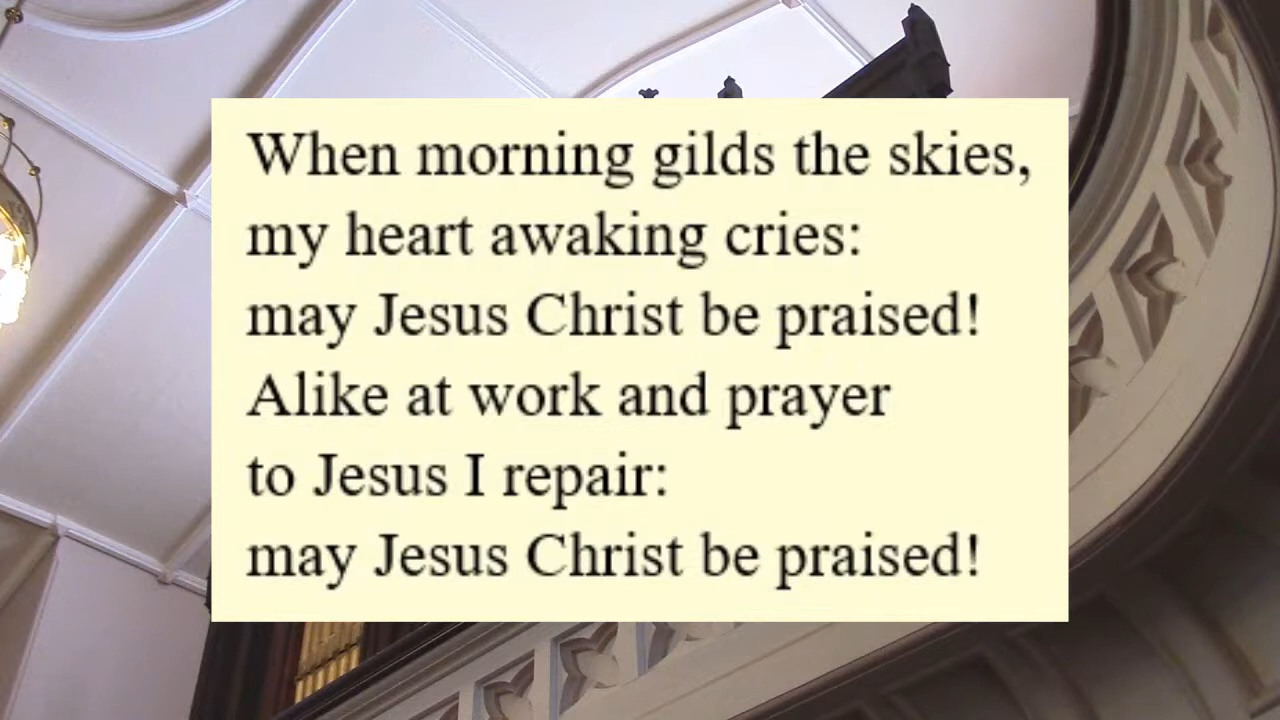 When morning gilds the skies,
my heart awaking cries:
may Jesus Christ be praised!
Alike at work and prayer
to Jesus I repair:
may Jesus Christ be praised!